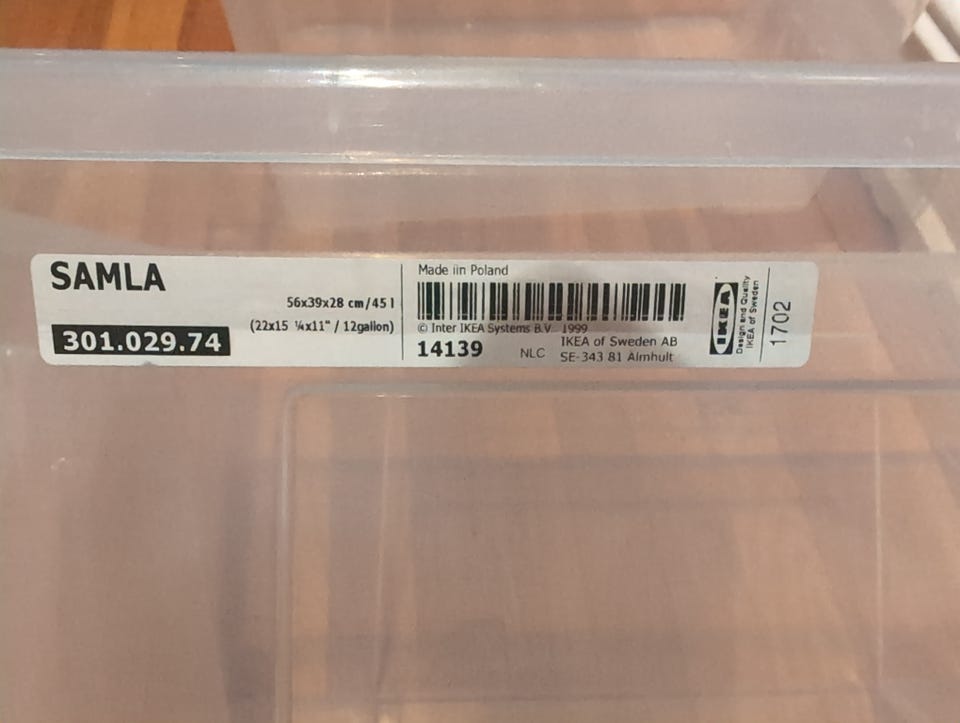 SAMLA
56x39x28 cm/45 l
(22x15 ¼x11" / 12gallon)
301.029.74
Made iin Poland
© Inter IKEA Systems B.V. 1999
14139
NLC
IKEA of Sweden AB
SE-343 81 Älmhult
IKEA
Design and Quality
IKEA of Sweden
1702